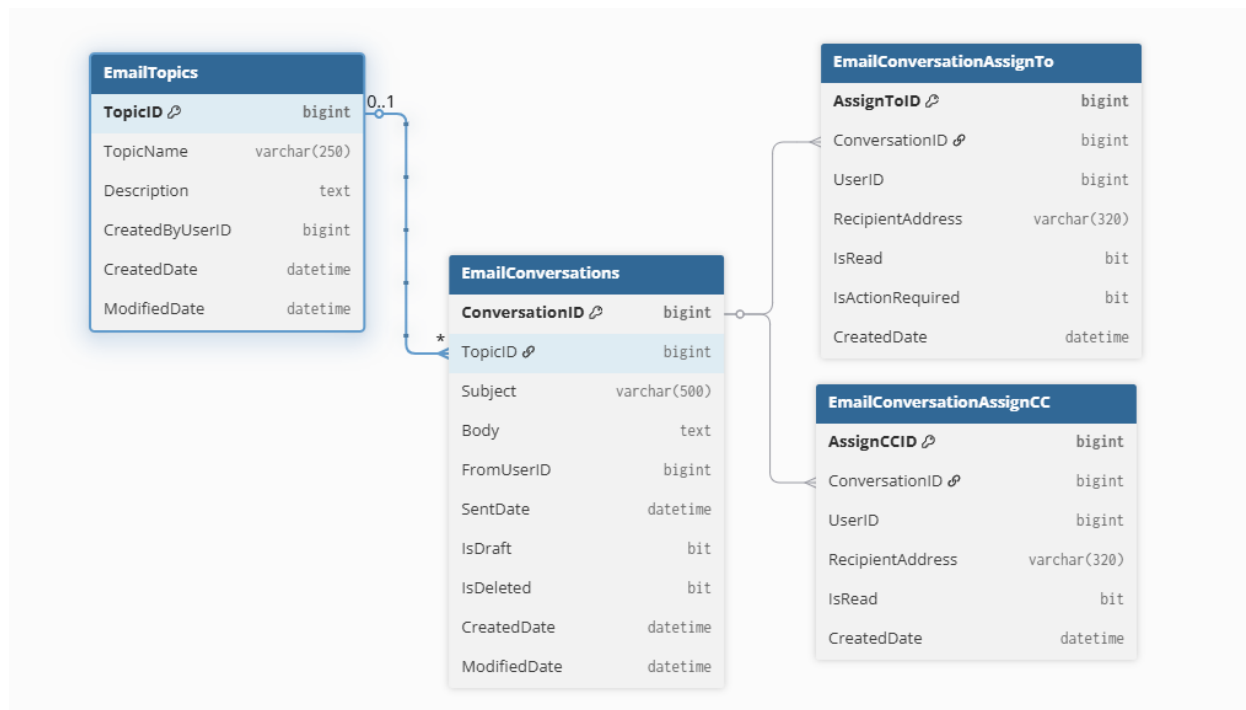 EmailTopics
TopicID bigint
TopicName varchar(250)
Description text
CreatedByUserID bigint
CreatedDate datetime
ModifiedDate datetime
0..1
*
EmailConversations
ConversationID bigint
TopicID bigint
Subject varchar(500)
Body text
FromUserID bigint
SentDate datetime
IsDraft bit
IsDeleted bit
CreatedDate datetime
ModifiedDate datetime
EmailConversationAssignTo
AssignToID bigint
ConversationID bigint
UserID bigint
RecipientAddress varchar(320)
IsRead bit
IsActionRequired bit
CreatedDate datetime
EmailConversationAssignCC
AssignCCID bigint
ConversationID bigint
UserID bigint
RecipientAddress varchar(320)
IsRead bit
CreatedDate datetime